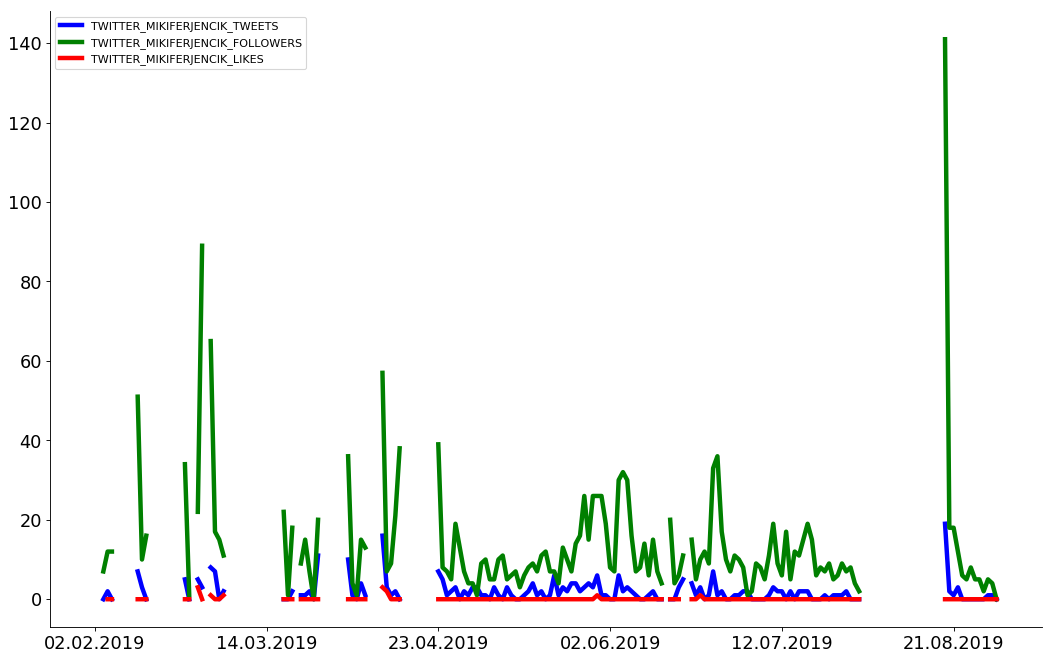 TWITTER_MIKIFERJENCIK_TWEETS
TWITTER_MIKIFERJENCIK_FOLLOWERS
TWITTER_MIKIFERJENCIK_LIKES
140
120
100
80
60
40
20
0
02.02.2019 14.03.2019 23.04.2019 02.06.2019 12.07.2019 21.08.2019